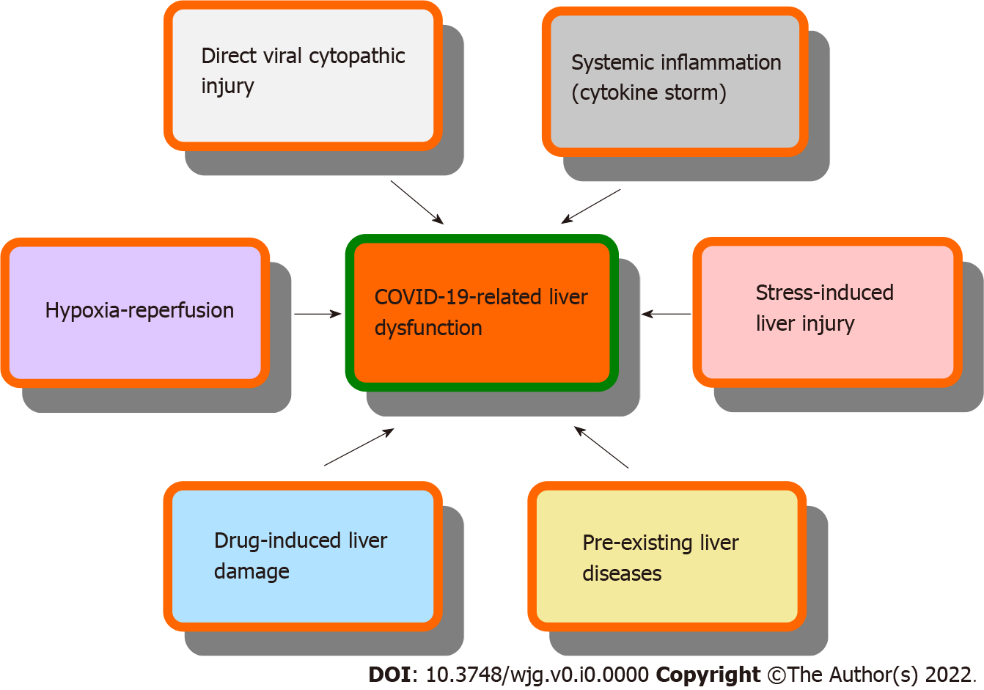 Direct viral cytopathic
injury
Systemic inflammation
(cytokine storm)
Hypoxia-reperfusion
COVID-19-related liver
dysfunction
Stress-induced
liver injury
Drug-induced liver
damage
Pre-existing liver
diseases
DOI: 10.3748/wjg.v0.i0.0000 Copyright ©The Author(s) 2022.